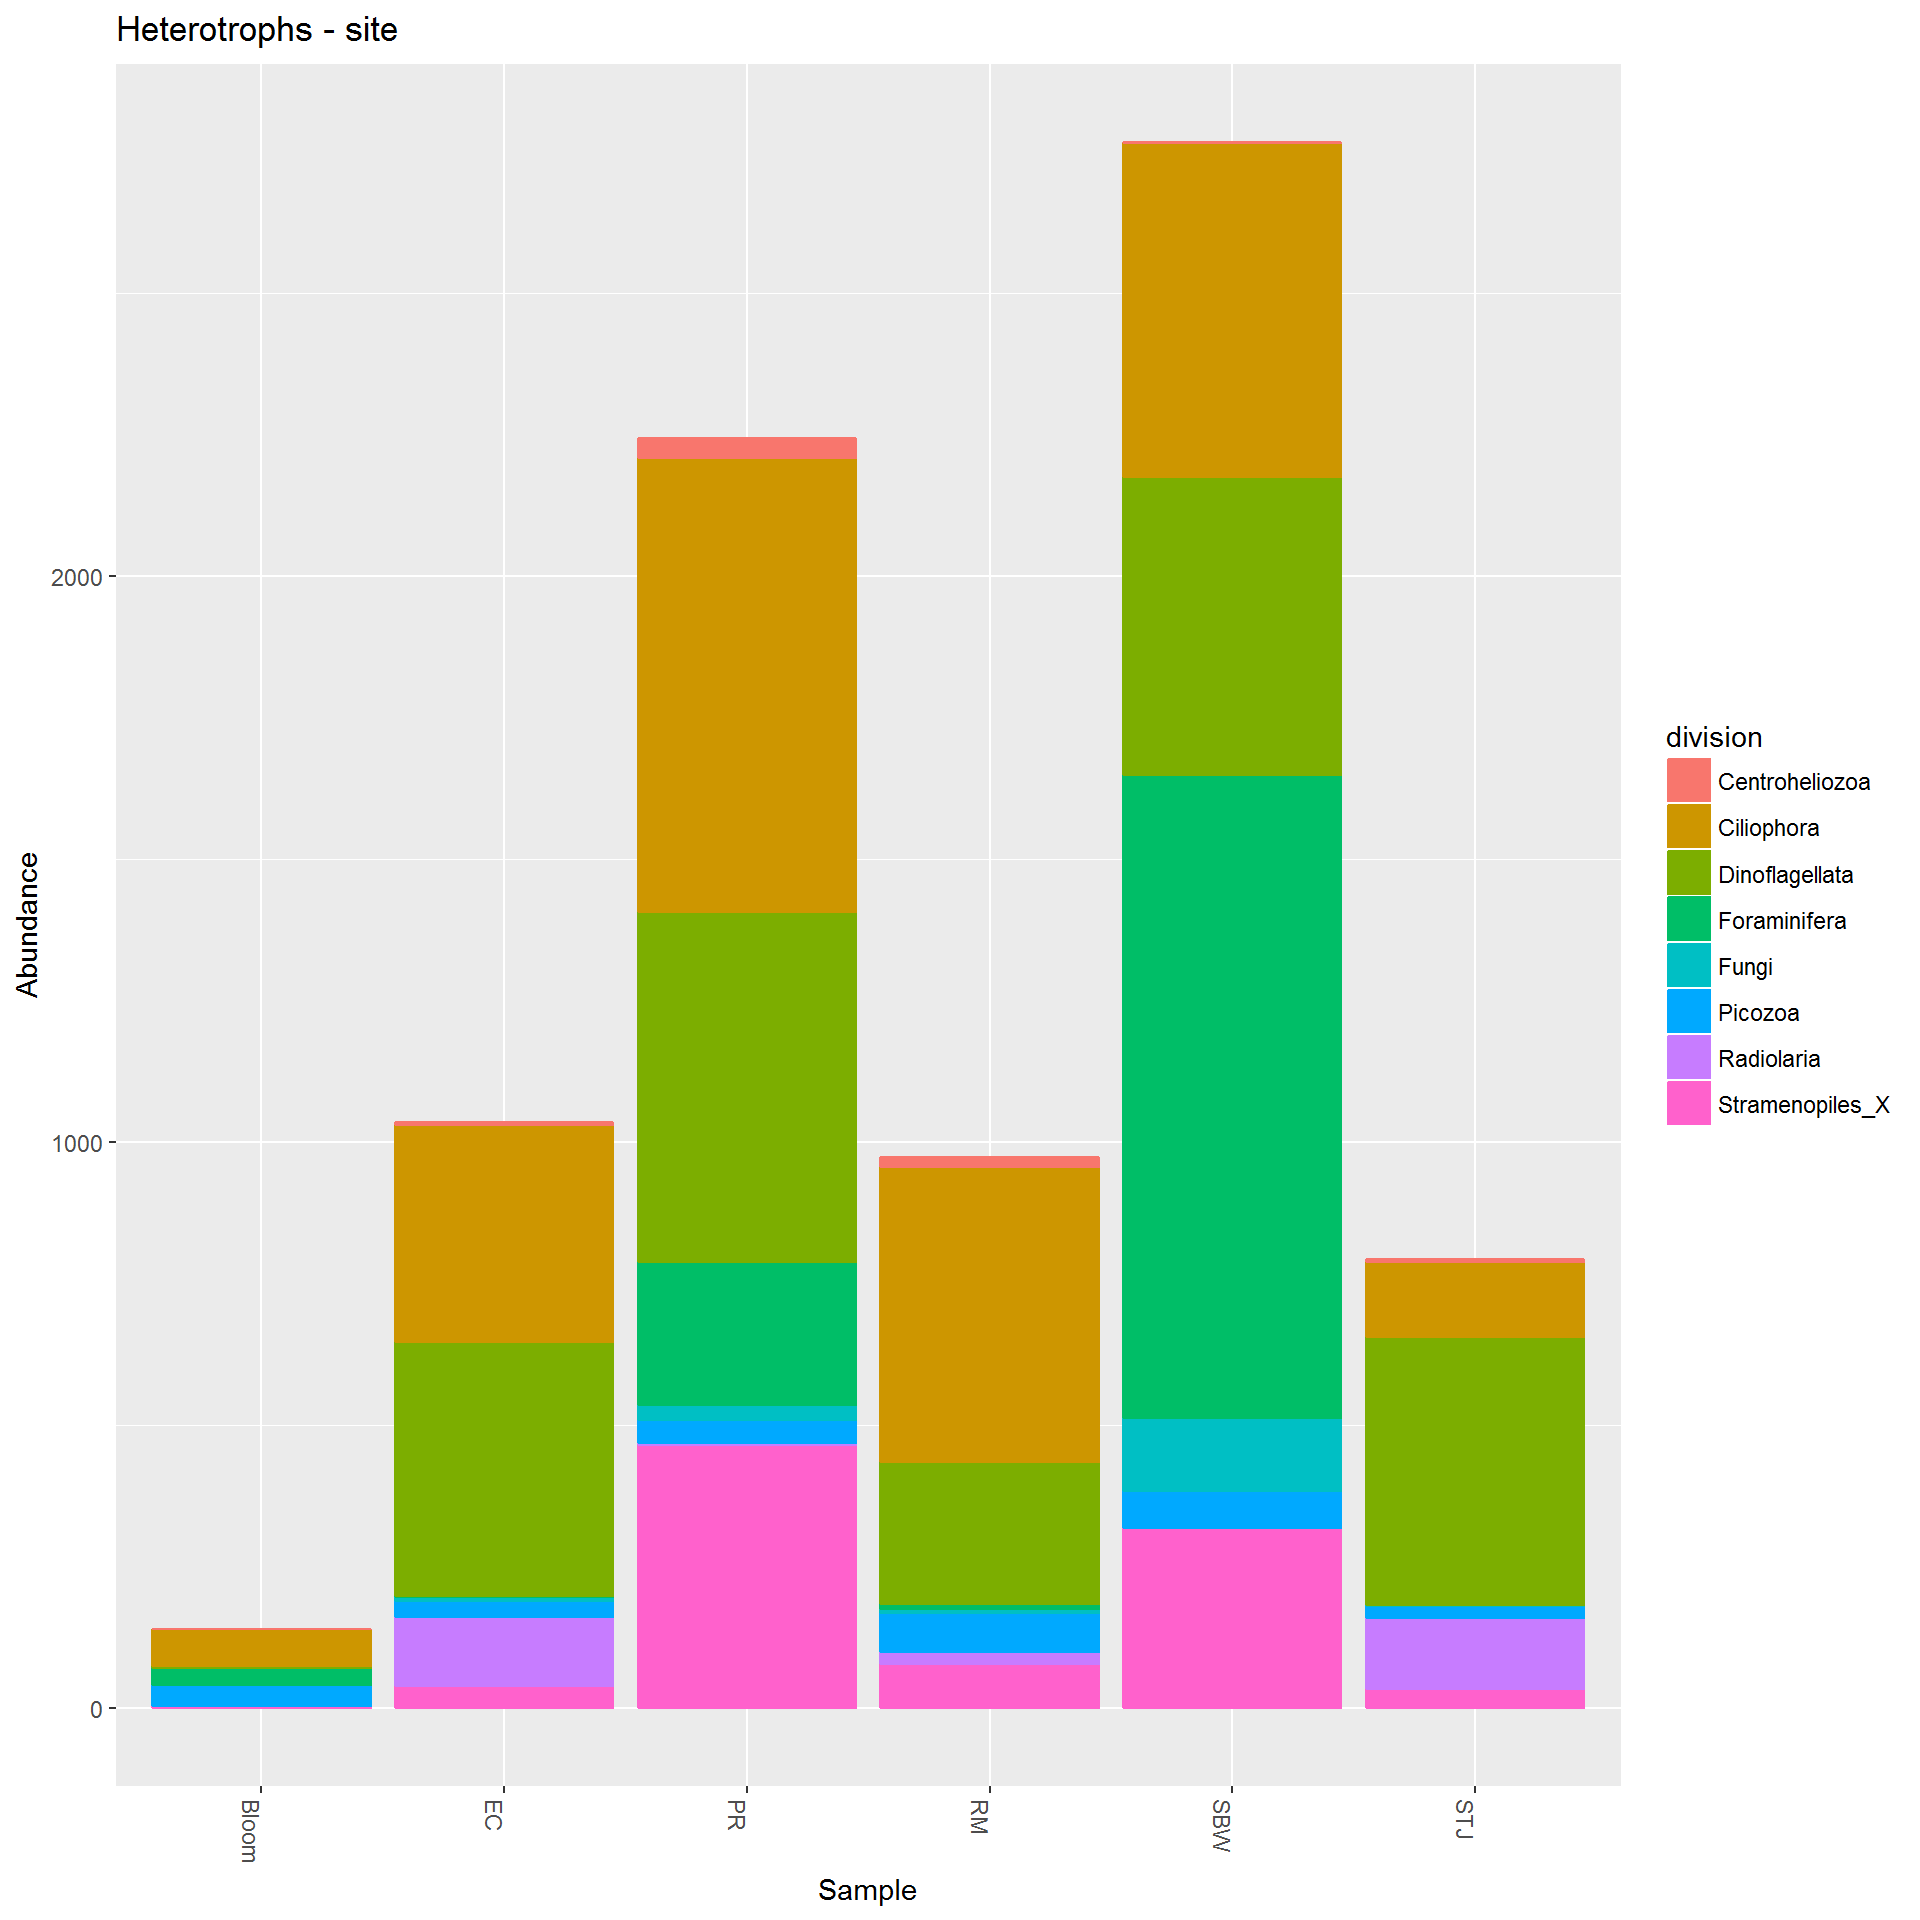 Heterotrophs - site
Abundance
2000
1000
0
Bloom
EC
PR
RM
SBW
STJ
Sample
division
Centroheliozoa
Ciliophora
Dinoflagellata
Foraminifera
Fungi
Picozoa
Radiolaria
Stramenopiles_X